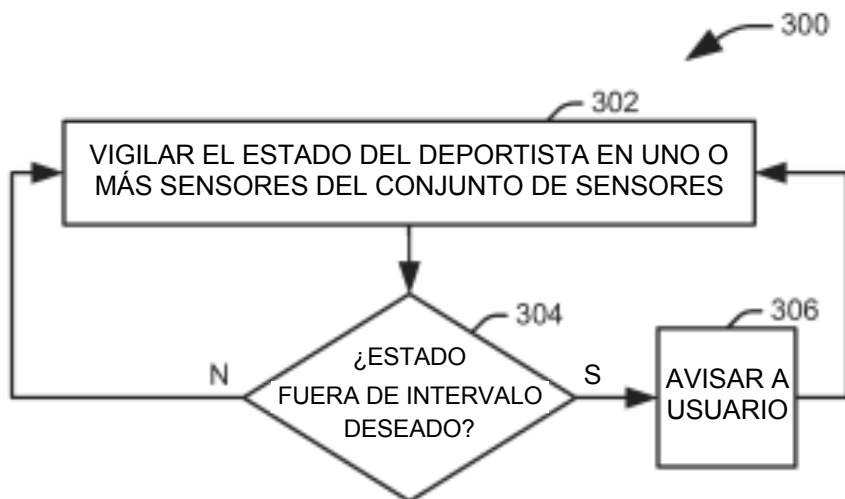 300
302
VIGILAR EL ESTADO DEL DEPORTISTA EN UNO O
MÁS SENSORES DEL CONJUNTO DE SENSORES
304
306
¿ESTADO
FUERA DE INTERVALO
DESEADO?
N
S
AVISAR A
USUARIO